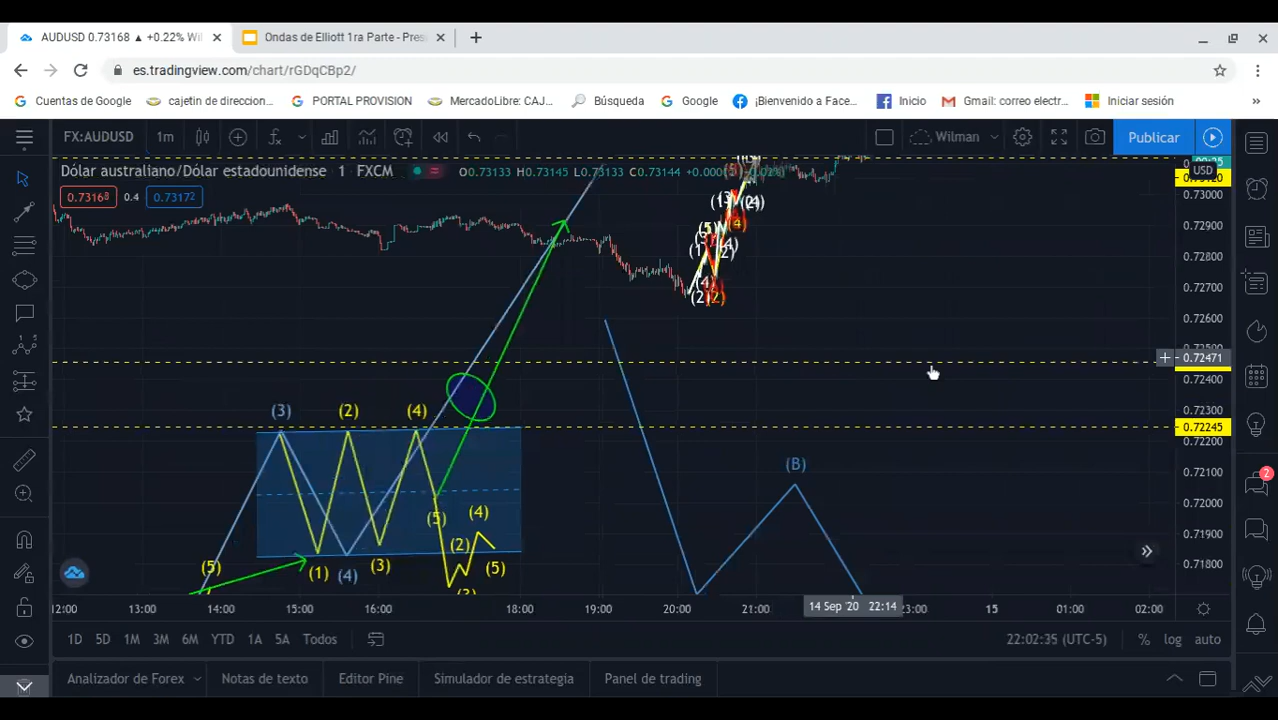 AUDUSD 0.73168 ▲ +0.22% Wil
Ondas de Elliott 1ra Parte - Pres
es.tradingview.com/chart/rGDqCBp2/
Cuentas de Google
cajetin de direccion...
PORTAL PROVISION
MercadoLibre: CAJ...
Búsqueda
Google
¡Bienvenido a Face...
Inicio
Gmail: correo electr...
Iniciar sesión
»
FX:AUDUSD
1m
Wilman
Publicar
Dólar australiano/Dólar estadounidense 1 FXCM
O0.73133 H0.73145 L0.73133 C0.73144
USD
0.73168
0.4
0.73172
0.73000
0.72900
0.72800
0.72700
0.72600
0.72471
0.72400
0.72300
0.72245
0.72200
0.72100
0.72000
0.71900
0.71800
(3)
(2)
(4)
(B)
(5)
(4)
(2)
(5)
(5)
(1)
(4)
(3)
12:00
13:00
14:00
15:00
16:00
18:00
19:00
20:00
21:00
14 Sep '20 22:14
23:00
15
01:00
02:00
1D
5D
1M
3M
6M
YTD
1A
5A
Todos
22:02:35 (UTC-5)
%
log
auto
Analizador de Forex
Notas de texto
Editor Pine
Simulador de estrategia
Panel de trading
2